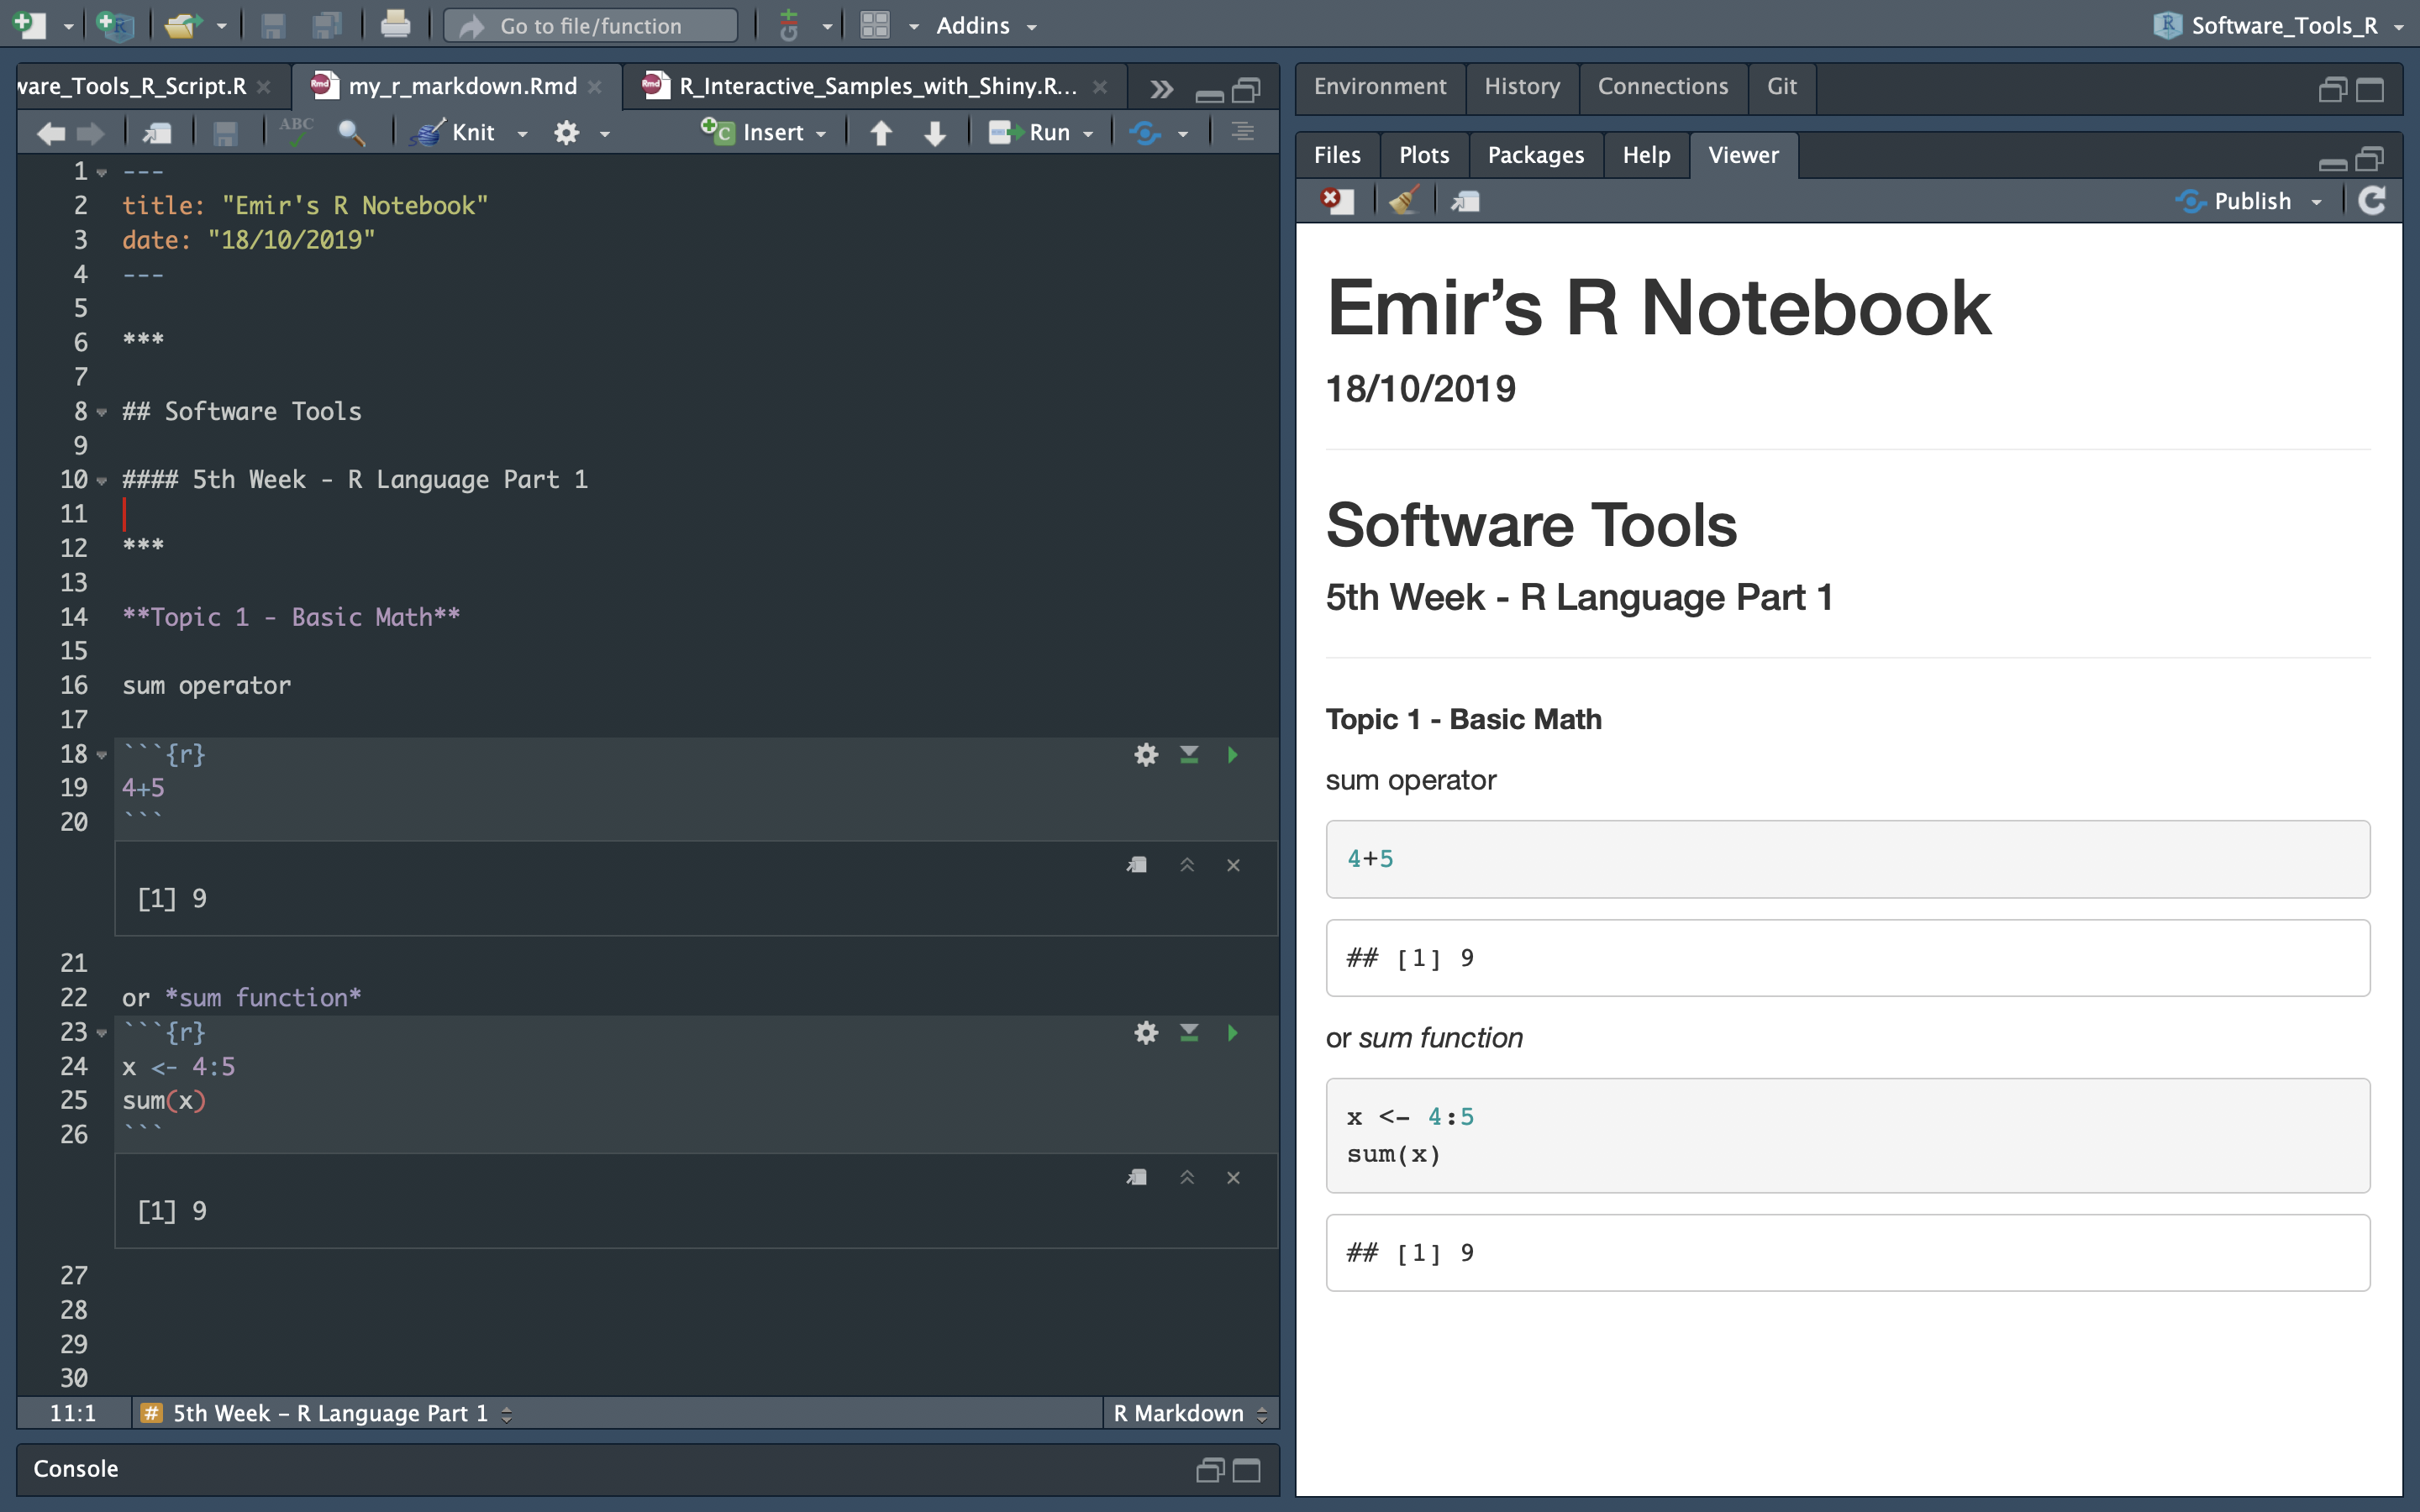 Go to file/function
Addins
Software_Tools_R
ware_Tools_R_Script.R
my_r_markdown.Rmd
R_Interactive_Samples_with_Shiny.R...
ABC
Knit
Insert
Run
1 ---
2 title: "Emir's R Notebook"
3 date: "18/10/2019"
4 ---
5
6 ***
7
8 ## Software Tools
9
10 #### 5th Week - R Language Part 1
11
12 ***
13
14 **Topic 1 - Basic Math**
15
16 sum operator
17
18 ```{r}
19 4+5
20 ```
[1] 9
21
22 or *sum function*
23 ```{r}
24 x <- 4:5
25 sum(x)
26 ```
[1] 9
27
28
29
30
11:1
# 5th Week - R Language Part 1
R Markdown
Console
Environment
History
Connections
Git
Files
Plots
Packages
Help
Viewer
Publish
Emir’s R Notebook
18/10/2019
Software Tools
5th Week - R Language Part 1
Topic 1 - Basic Math
sum operator
4+5
## [1] 9
or sum function
x <- 4:5
sum(x)
## [1] 9